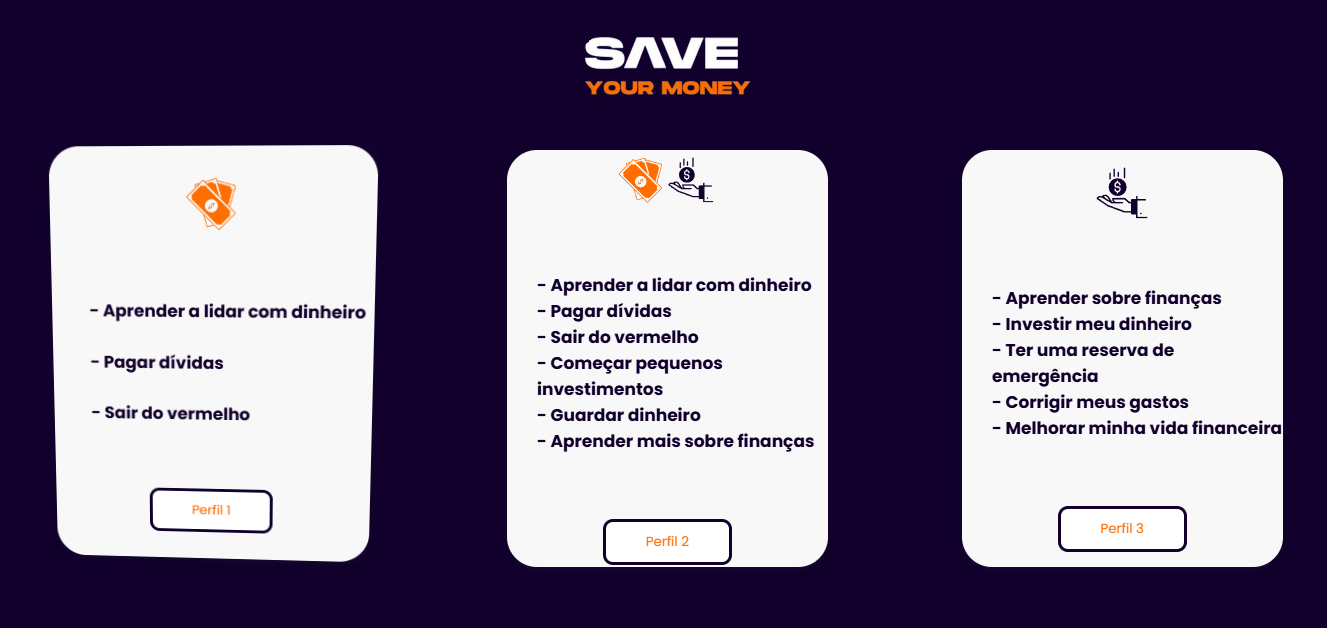 SAVE
YOUR MONEY
- Aprender a lidar com dinheiro
- Pagar dívidas
- Sair do vermelho
Perfil 1
- Aprender a lidar com dinheiro
- Pagar dívidas
- Sair do vermelho
- Começar pequenos
investimentos
- Guardar dinheiro
- Aprender mais sobre finanças
Perfil 2
- Aprender sobre finanças
- Investir meu dinheiro
- Ter uma reserva de
emergência
- Corrigir meus gastos
- Melhorar minha vida financeira
Perfil 3